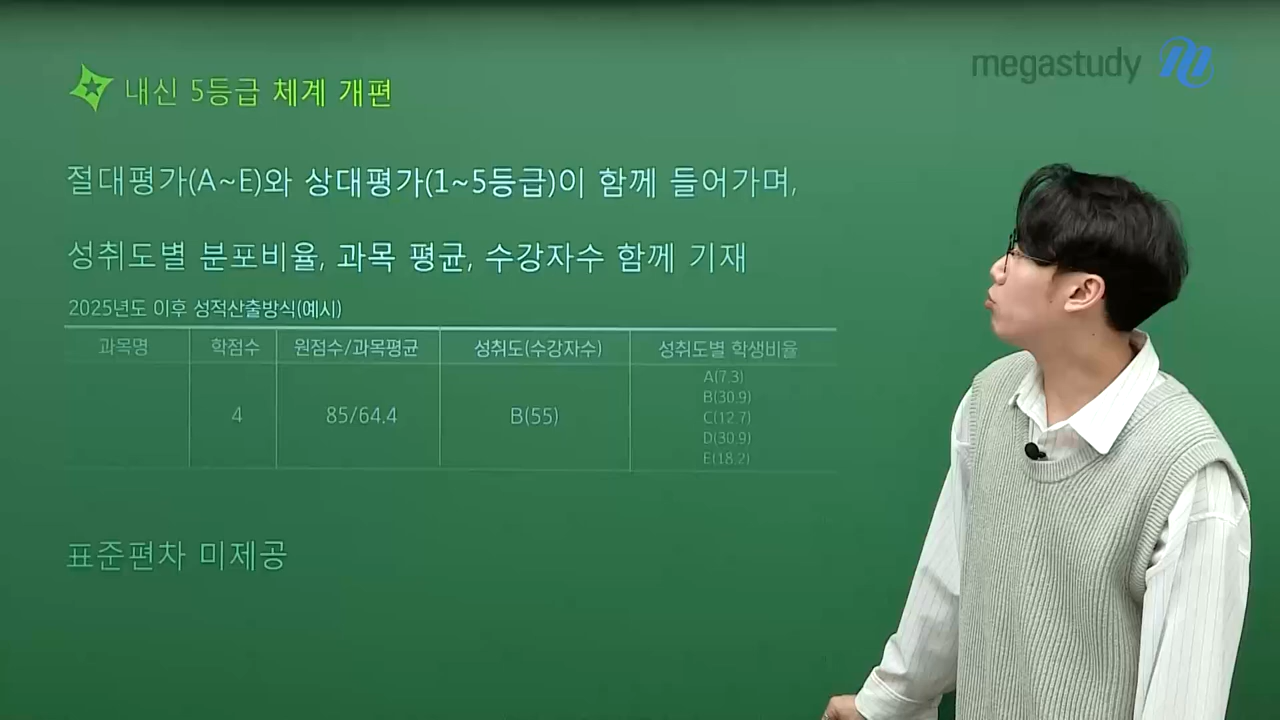 megastudy
내신 5등급 체계 개편
절대평가(A~E)와 상대평가(1~5등급)이 함께 들어가며,
성취도별 분포비율, 과목 평균, 수강자수 함께 기재
2025년도 이후 성적산출방식(예시)
과목명 학점수 원점수/과목평균 성취도(수강자수) 성취도별 학생비율
4 85/64.4 B(55)
A(7.3)
B(30.9)
C(12.7)
D(30.9)
E(18.2)
표준편차 미제공